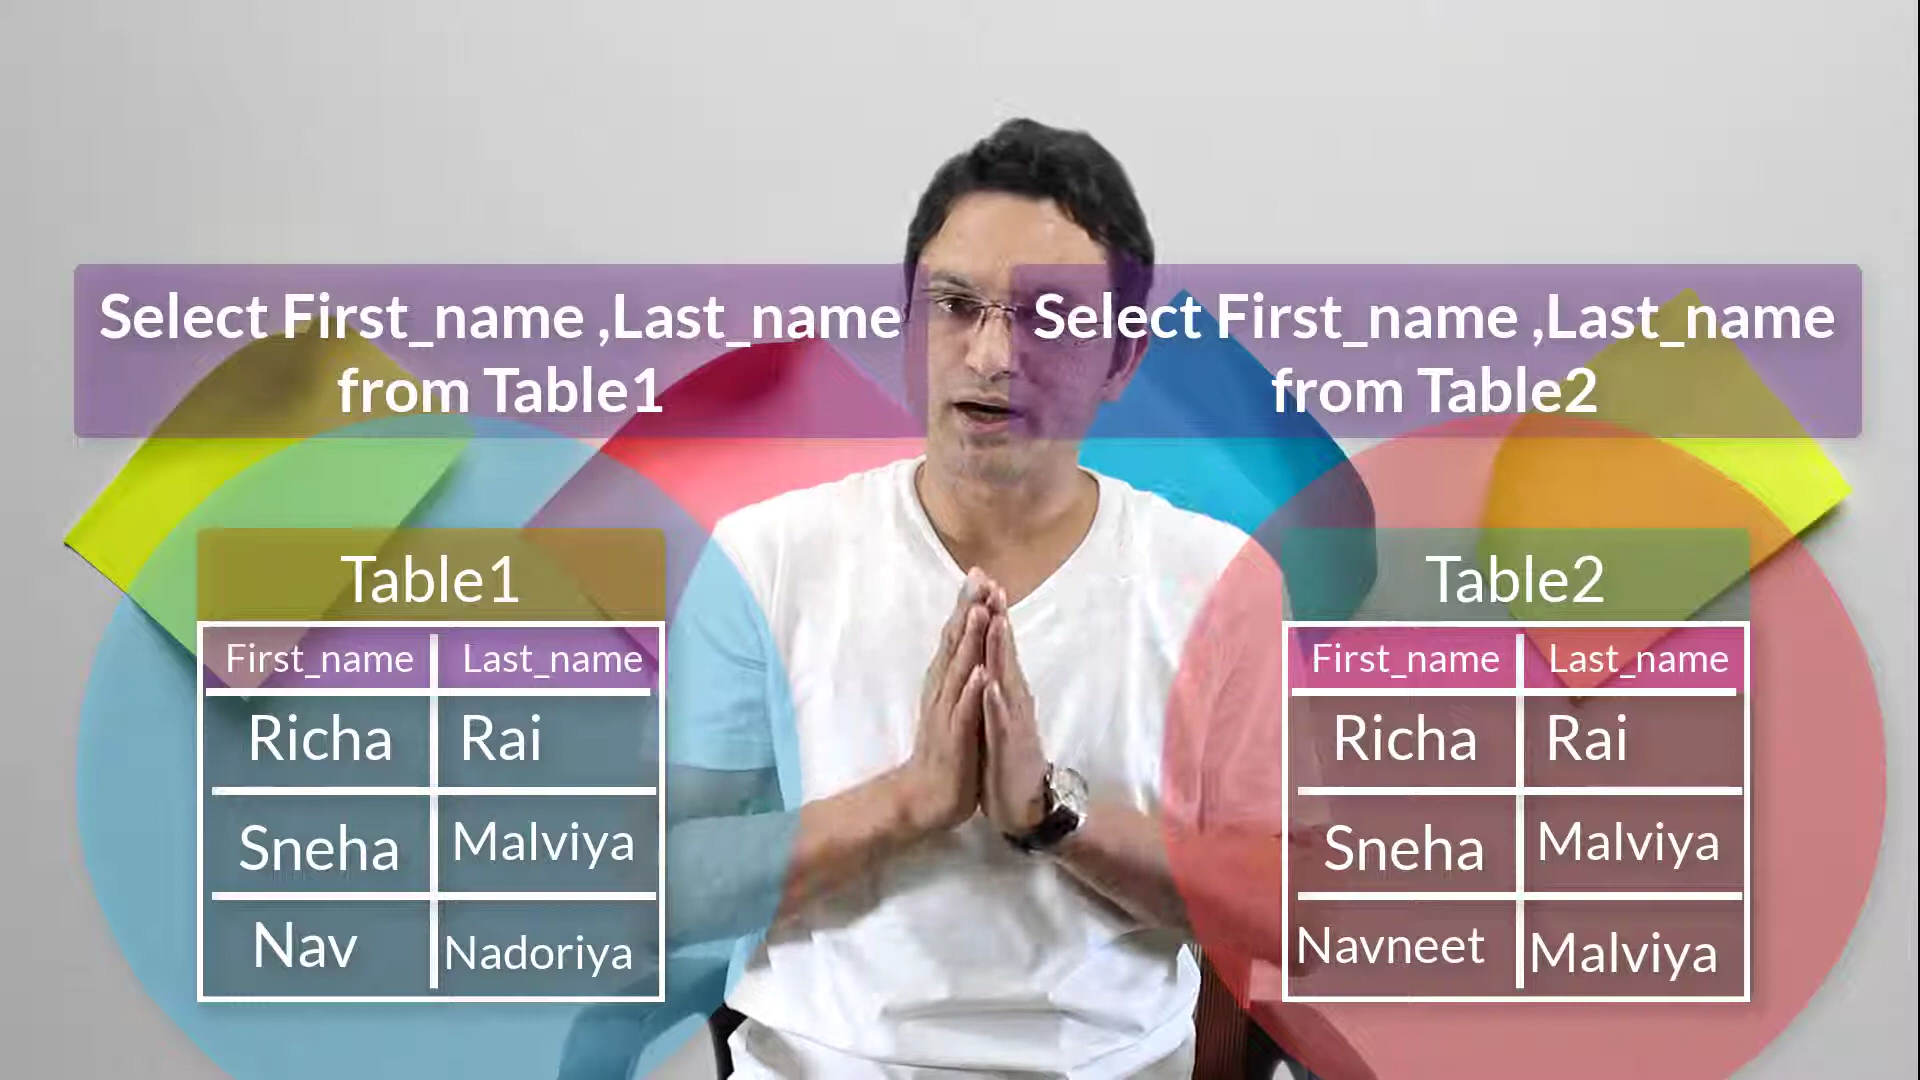 Select First_name ,Last_name
from Table1
Select First_name ,Last_name
from Table2
Table1
First_name Last_name
Richa Rai
Sneha Malviya
Nav Nadoriya
Table2
First_name Last_name
Richa Rai
Sneha Malviya
Navneet Malviya